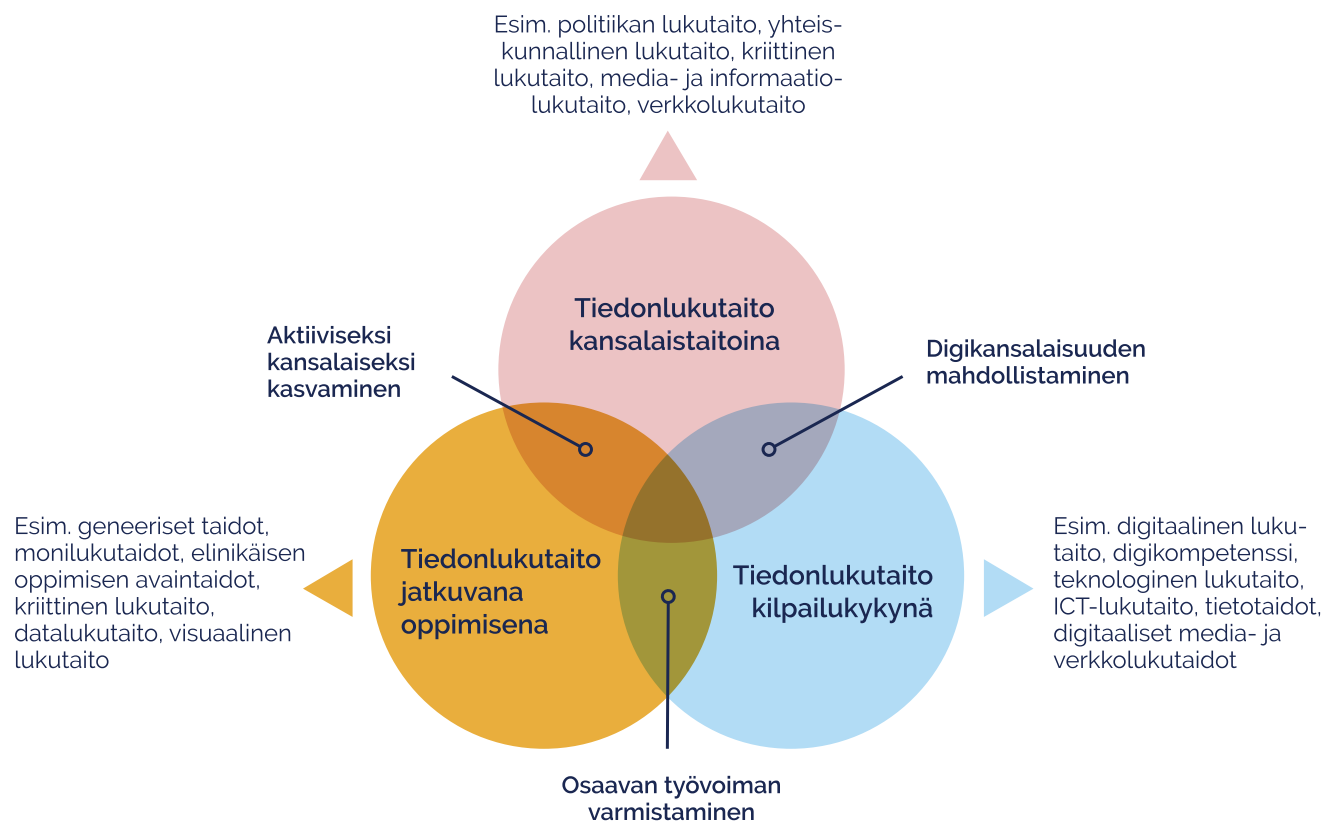 Esim. politiikan lukutaito, yhteis-
kunnallinen lukutaito, kriittinen
lukutaito, media- ja informaatio-
lukutaito, verkkolukutaito
Tiedonlukutaito
kansalaistaitoina
Aktiiviseksi
kansalaiseksi
kasvaminen
Digikansalaisuuden
mahdollistaminen
Esim. geneeriset taidot,
monilukutaidot, elinikäisen
oppimisen avaintaidot,
kriittinen lukutaito,
datalukutaito, visuaalinen
lukutaito
Tiedonlukutaito
jatkuvana
oppimisena
Tiedonlukutaito
kilpailukykynä
Esim. digitaalinen luku-
taito, digikompetenssi,
teknologinen lukutaito,
ICT-lukutaito, tietotaidot,
digitaaliset media- ja
verkkolukutaidot
Osaavan työvoiman
varmistaminen